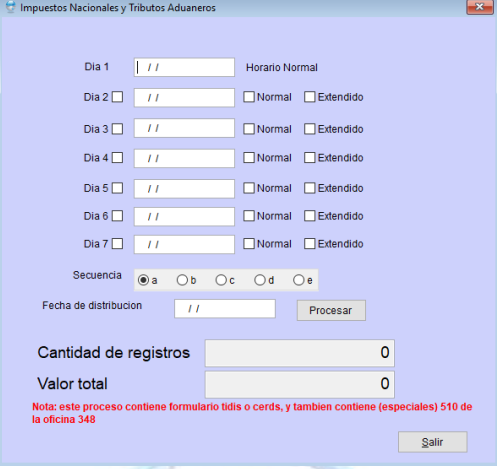 Impuestos Nacionales y Tributos Aduaneros
Dia 1 / / Horario Normal
Dia 2 / / Normal Extendido
Dia 3 / / Normal Extendido
Dia 4 / / Normal Extendido
Dia 5 / / Normal Extendido
Dia 6 / / Normal Extendido
Dia 7 / / Normal Extendido
Secuencia a b c d e
Fecha de distribucion / / Procesar
Cantidad de registros 0
Valor total 0
Nota: este proceso contiene formulario tidis o cerds, y tambien contiene (especiales) 510 de
la oficina 348
Salir